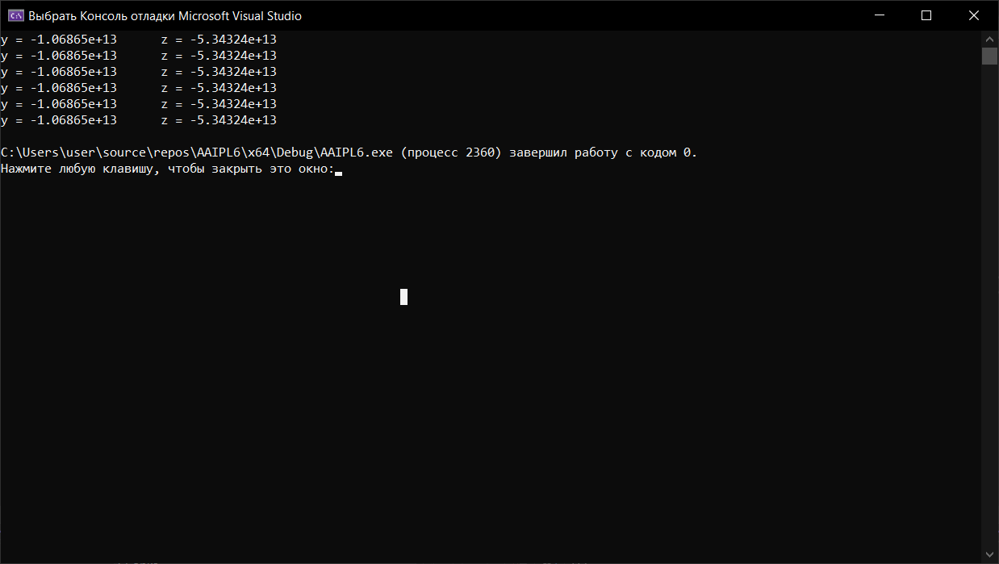 Выбрать Консоль отладки Microsoft Visual Studio
y = -1.06865e+13      z = -5.34324e+13
y = -1.06865e+13      z = -5.34324e+13
y = -1.06865e+13      z = -5.34324e+13
y = -1.06865e+13      z = -5.34324e+13
y = -1.06865e+13      z = -5.34324e+13
y = -1.06865e+13      z = -5.34324e+13
C:\Users\user\source\repos\AAIPL6\x64\Debug\AAIPL6.exe (процесс 2360) завершил работу с кодом 0.
Нажмите любую клавишу, чтобы закрыть это окно: